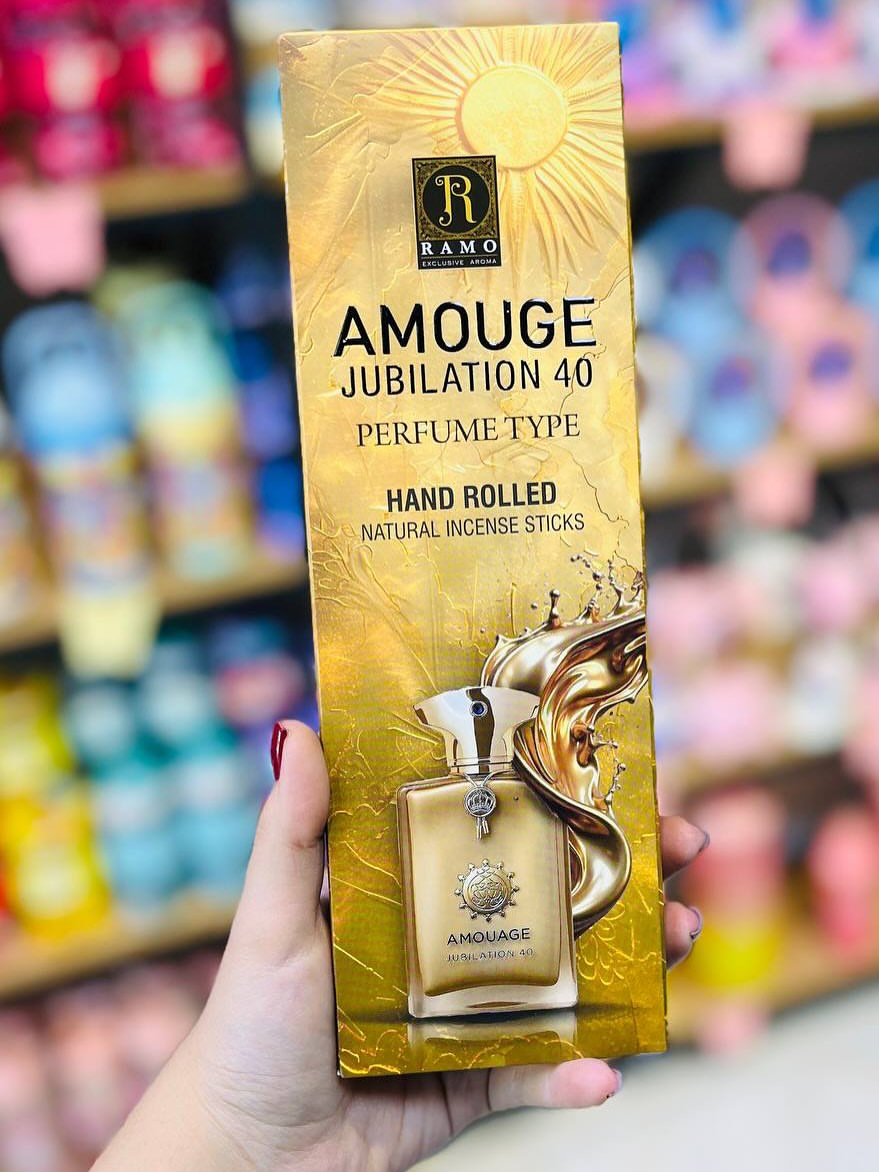 R
RAMO
EXCLUSIVE AROMA
AMOUGE
JUBILATION 40
PERFUME TYPE
HAND ROLLED
NATURAL INCENSE STICKS
AMOUAGE
JUBILATION 40